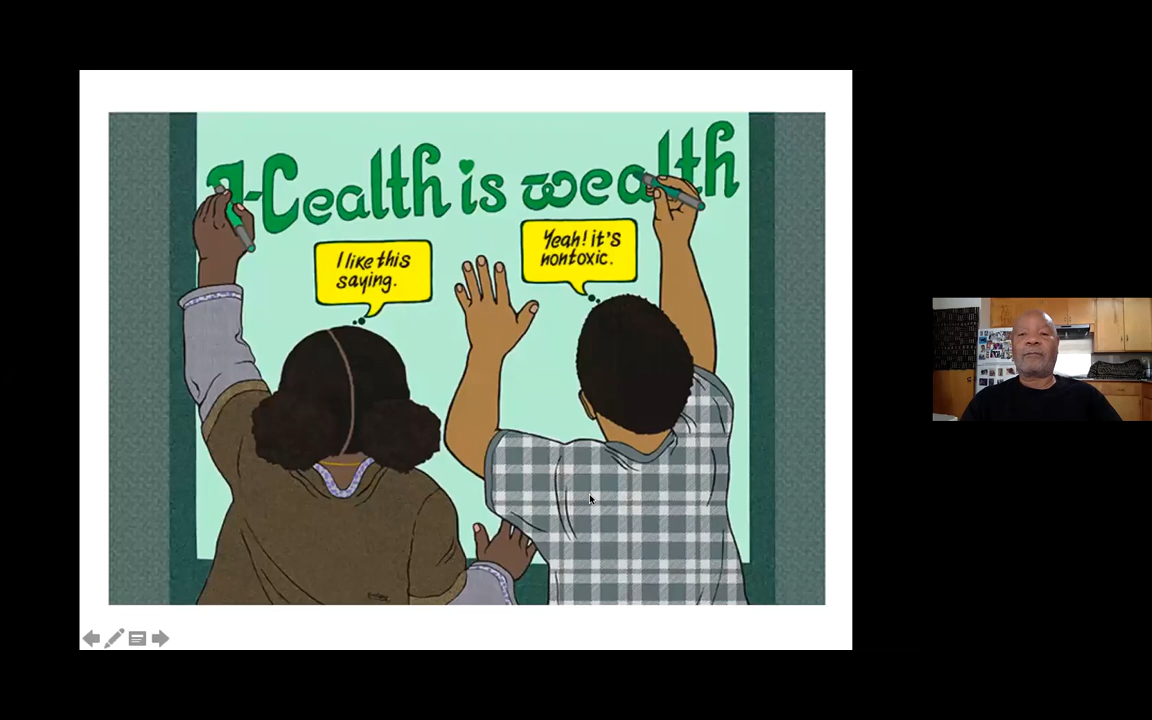 Health is wealth
I like this
saying.
Yeah! it's
nontoxic.